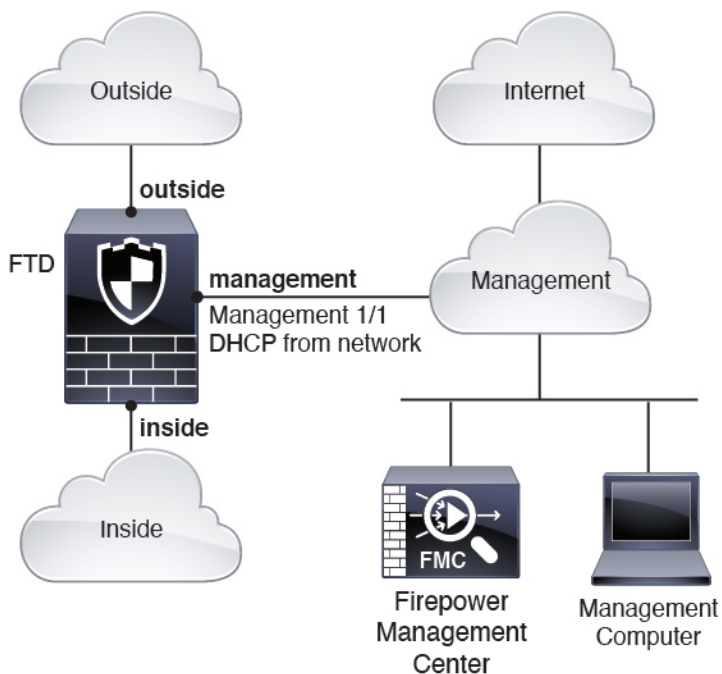 Outside
Internet
outside
FTD
management
Management 1/1
DHCP from network
Management
inside
Inside
FMC
Firepower
Management
Center
Management
Computer